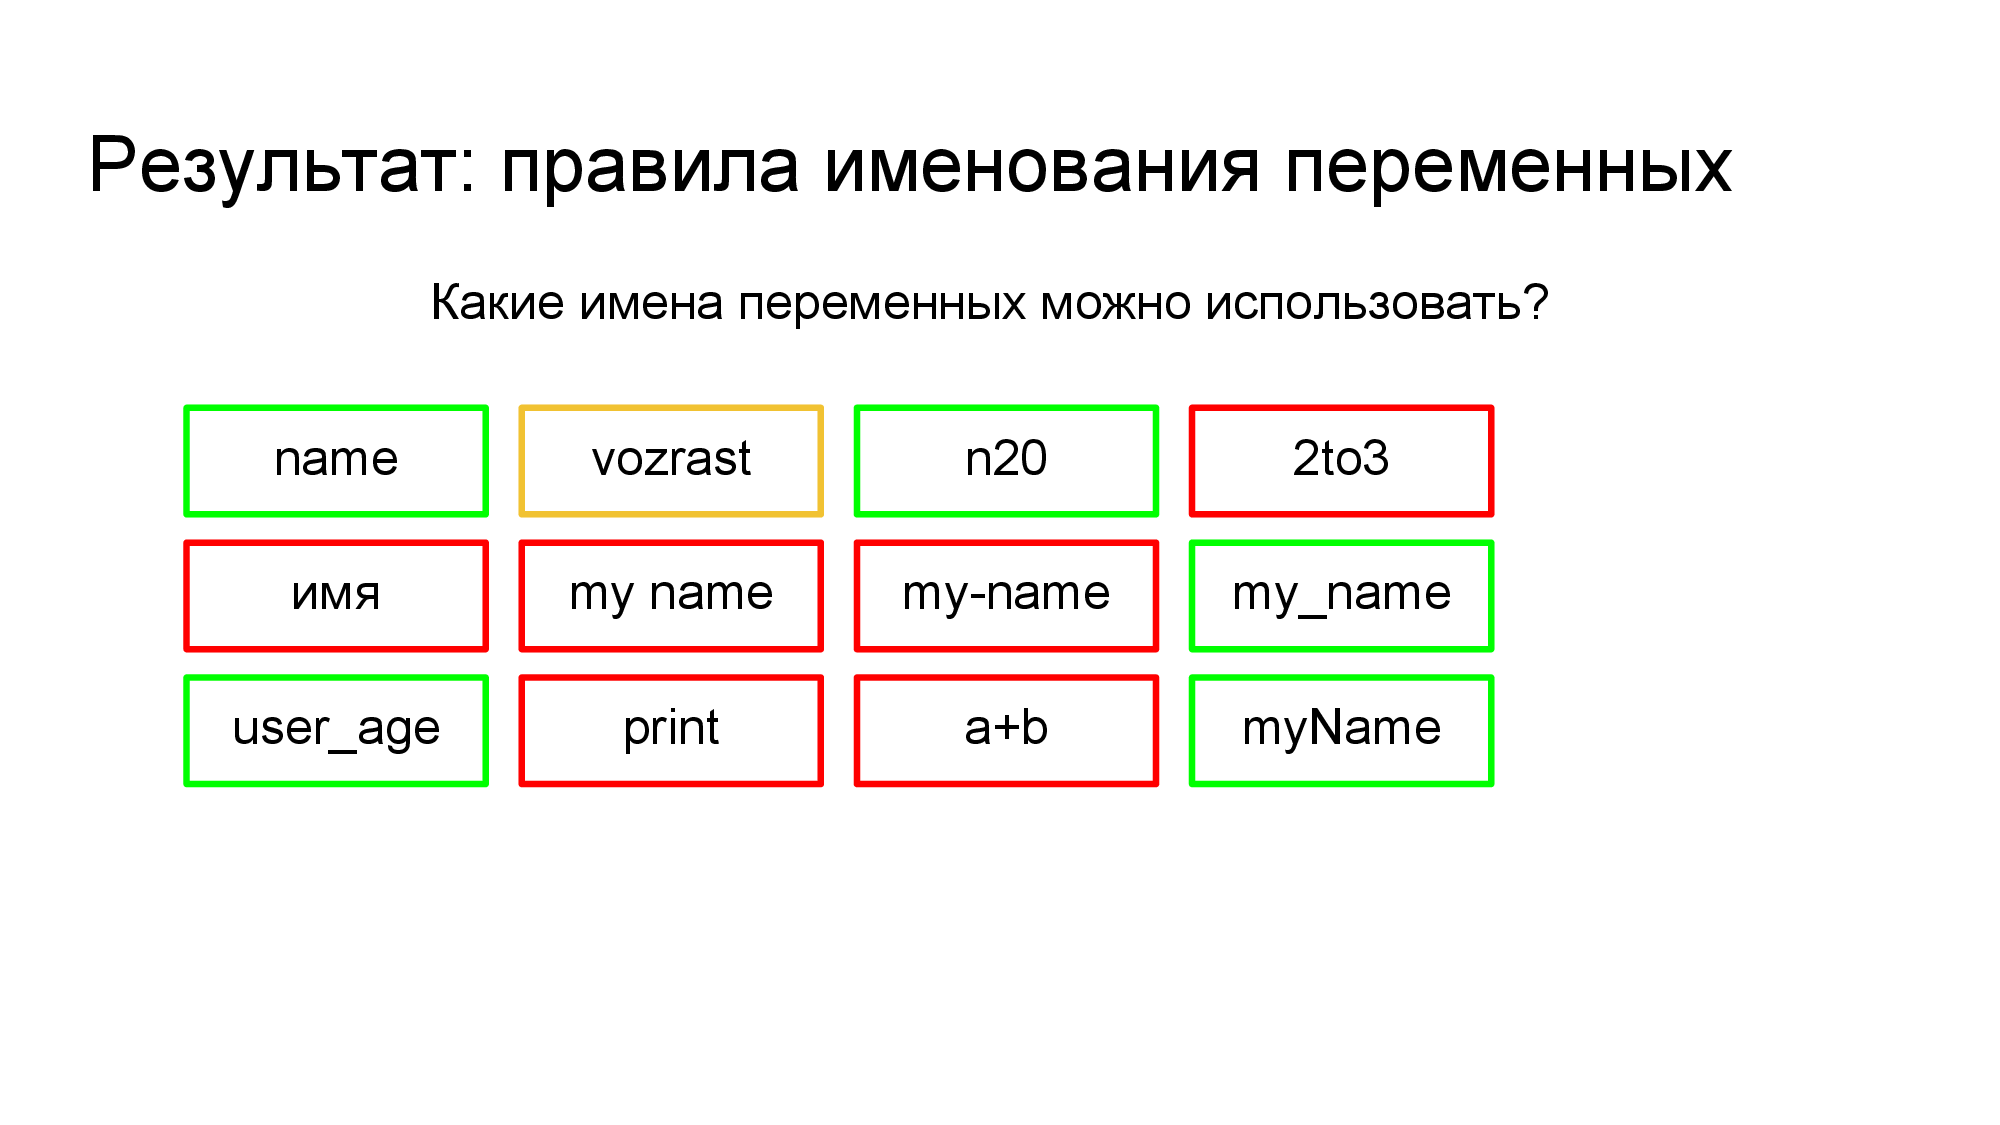 Результат: правила именования переменных
Какие имена переменных можно использовать?
name vozrast n20 2to3
имя my name my-name my_name
user_age print a+b myName